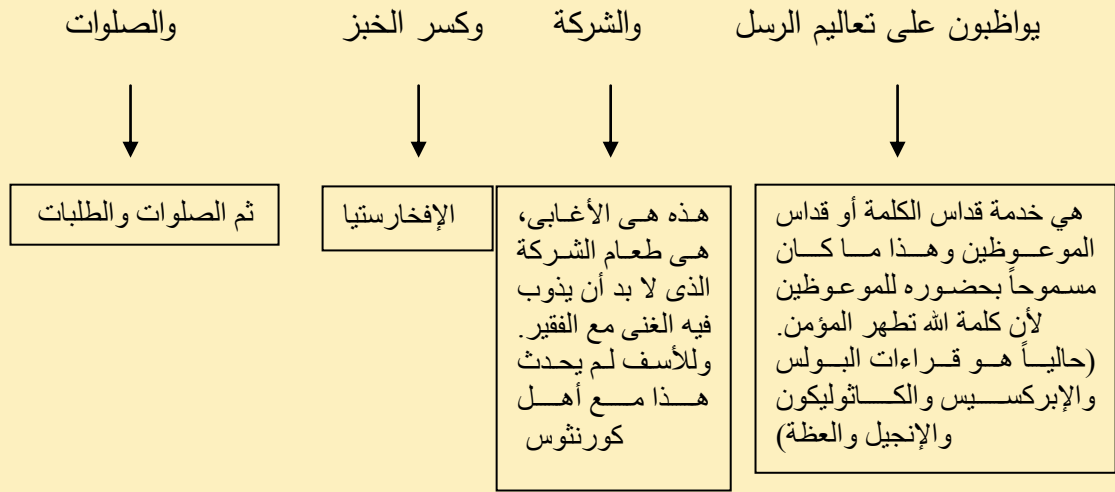 يواظبون على تعاليم الرسل والشركة وكسر الخبز والصلوات
هي خدمة قداس الكلمة أو قداس
الموعوظين وهذا ما كان
مسموحاً بحضوره للموعوظين
لأن كلمة الله تطهر المؤمن.
(حالياً هو قراءات البولس
والإبركسيس والكاثوليكون
والإنجيل والعظة)
هذه هى الأغابى،
هى طعام الشركة
الذى لا بد أن يذوب
فيه الغنى مع الفقير.
وللأسف لم يحدث
هذا مع أهل
كورنثوس
الإفخارستيا
ثم الصلوات والطلبات